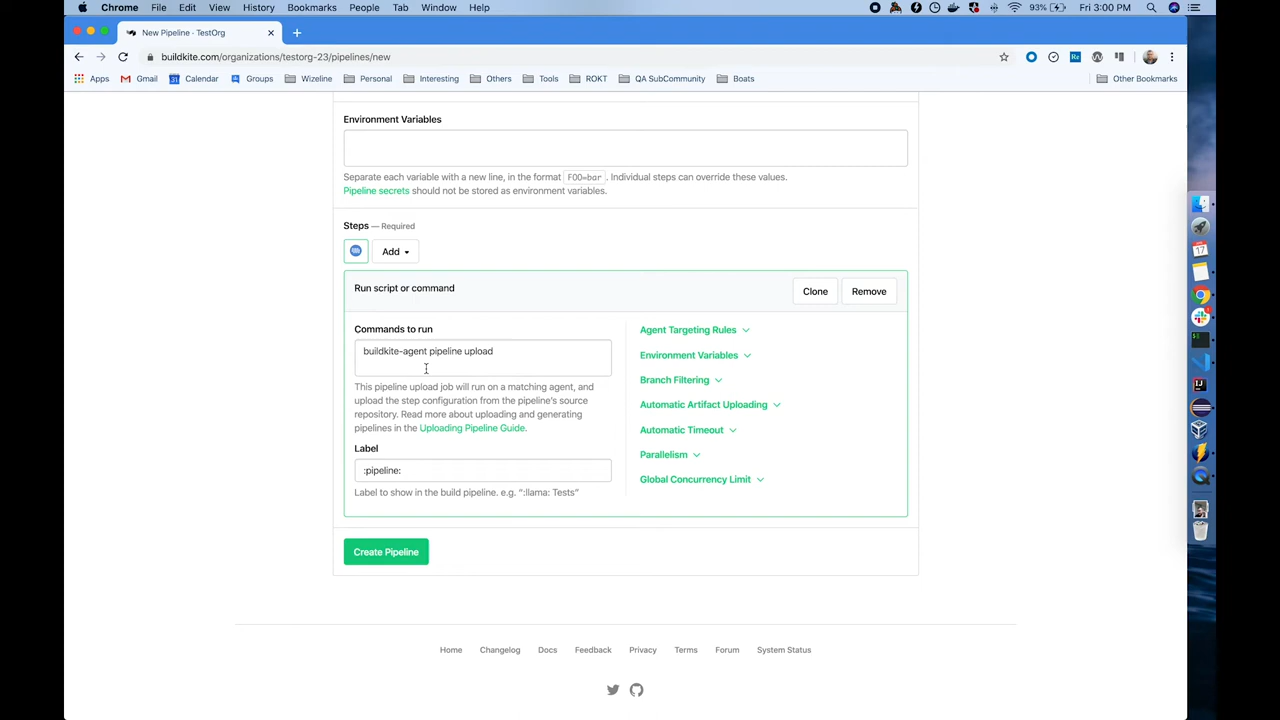 Chrome File Edit View History Bookmarks People Tab Window Help
93% Fri 3:00 PM
New Pipeline · TestOrg
buildkite.com/organizations/testorg-23/pipelines/new
Apps Gmail Calendar Groups Wizeline Personal Interesting Others Tools ROKT QA SubCommunity Boats Other Bookmarks
Environment Variables
Separate each variable with a new line, in the format FOO=bar. Individual steps can override these values.
Pipeline secrets should not be stored as environment variables.
Steps — Required
Add
Run script or command
Clone Remove
Commands to run
buildkite-agent pipeline upload
This pipeline upload job will run on a matching agent, and
upload the step configuration from the pipeline's source
repository. Read more about uploading and generating
pipelines in the Uploading Pipeline Guide.
Label
:pipeline:
Label to show in the build pipeline. e.g. “:llama: Tests”
Agent Targeting Rules
Environment Variables
Branch Filtering
Automatic Artifact Uploading
Automatic Timeout
Parallelism
Global Concurrency Limit
Create Pipeline
Home Changelog Docs Feedback Privacy Terms Forum System Status